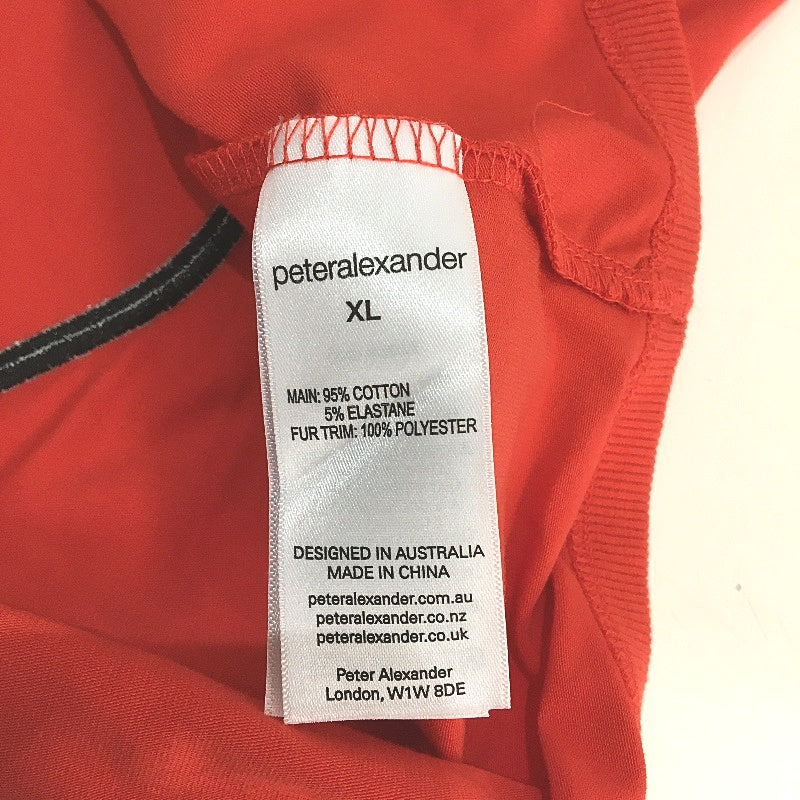 peteralexander
XL
MAIN: 95% COTTON
5% ELASTANE
FUR TRIM: 100% POLYESTER
DESIGNED IN AUSTRALIA
MADE IN CHINA
peteralexander.com.au
peteralexander.co.nz
peteralexander.co.uk
Peter Alexander
London, W1W 8DE